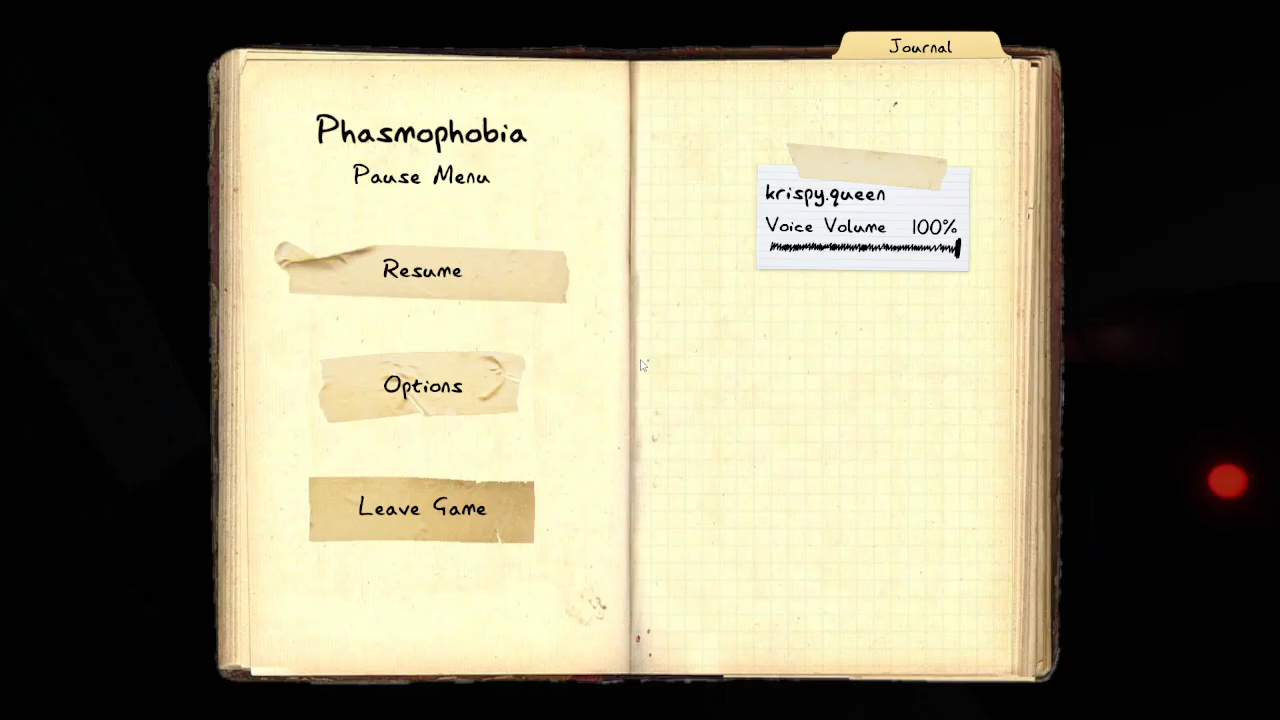 Journal
Phasmophobia
Pause Menu
Resume
Options
Leave Game
krispy.queen
Voice Volume 100%